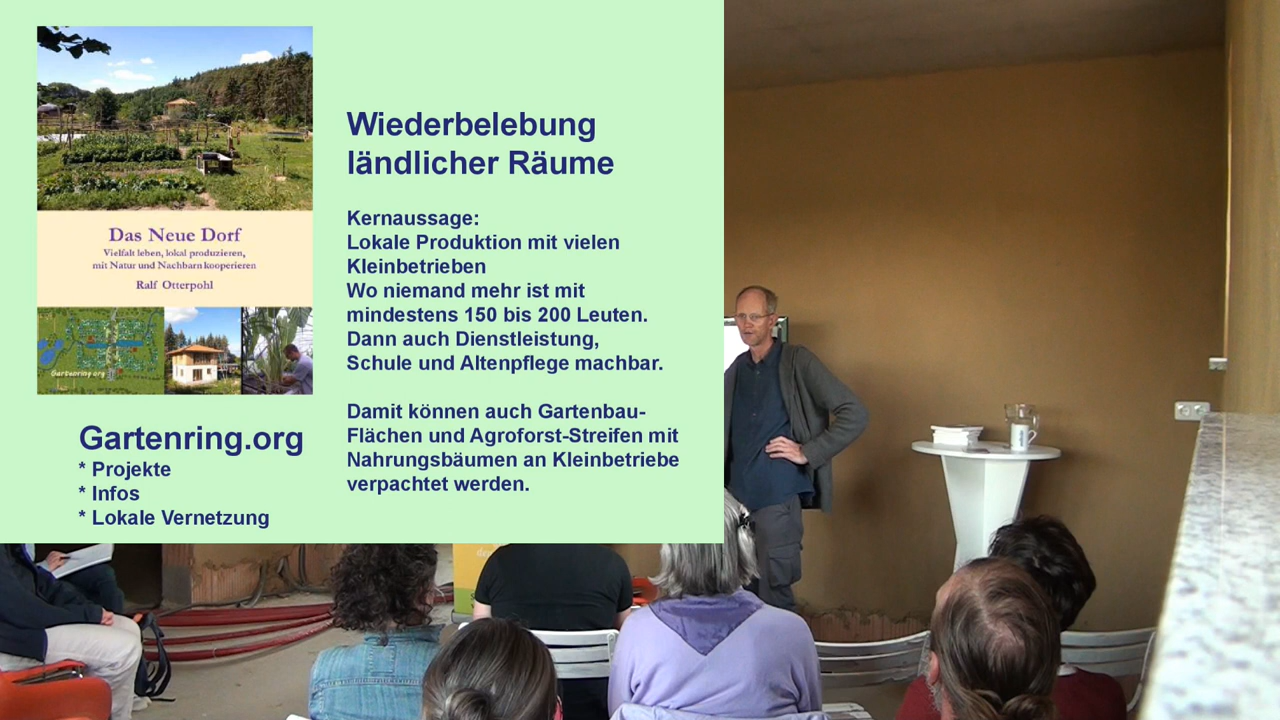 Das Neue Dorf
Vielfalt leben, lokal produzieren,
mit Natur und Nachbarn kooperieren
Ralf Otterpohl
Gartenring.org
Gartenring.org
* Projekte
* Infos
* Lokale Vernetzung
Wiederbelebung
ländlicher Räume
Kernaussage:
Lokale Produktion mit vielen
Kleinbetrieben
Wo niemand mehr ist mit
mindestens 150 bis 200 Leuten.
Dann auch Dienstleistung,
Schule und Altenpflege machbar.
Damit können auch Gartenbau-
Flächen und Agroforst-Streifen mit
Nahrungsbäumen an Kleinbetriebe
verpachtet werden.